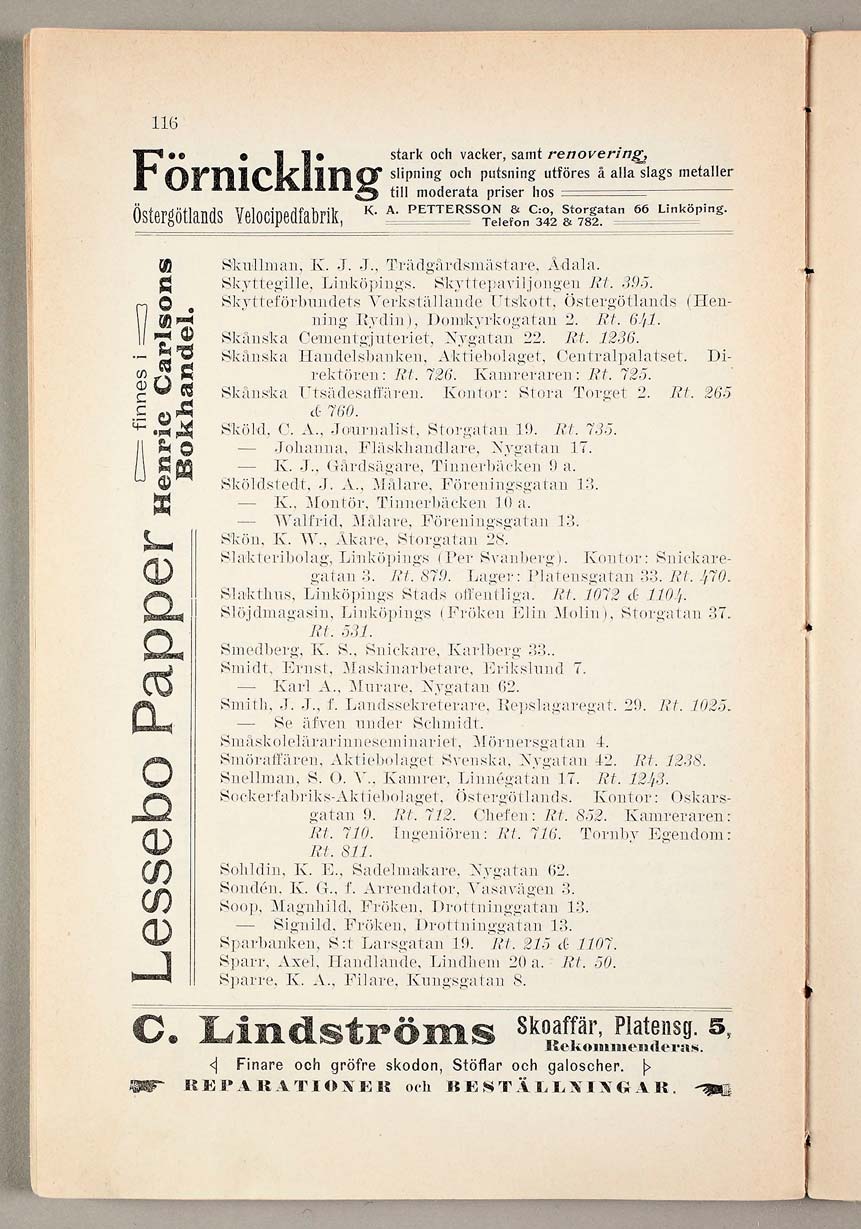 116
Förnickling stark och vacker, samt renovering,
slipning och putsning utföres å alla slags metaller
till moderata priser hos
Östergötlands Velocipedfabrik, K. A. PETTERSSON & C:o, Storgatan 66 Linköping.
Telefon 342 & 782.
Lessebo Papper finnes i Henric Carlsons
Bokhandel.
Skullman, K. J. J., Trädgårdsmästare, Ådala.
Skyttegille, Linköpings. Skyttepaviljongen Rt. 395.
Skytteförbundets Verkställande Utskott, Östergötlands (Hen-
ning Rydin), Domkyrkogatan 2. Rt. 641.
Skånska Cementgjuteriet, Nygatan 22. Rt. 1236.
Skånska Handelsbanken, Aktiebolaget, Centralpalatset. Di-
rektören: Rt. 726. Kamreraren: Rt. 725.
Skånska Utsädesaffären. Kontor: Stora Torget 2. Rt. 265
& 760.
Sköld, C. A., Journalist, Storgatan 19. Rt. 735.
— Johanna, Fläskhandlare, Nygatan 17.
— K. J., Gårdsägare, Tinnerbäcken 9 a.
Sköldstedt, J. A., Målare, Föreningsgatan 13.
— K., Montör, Tinnerbäcken 10 a.
— Walfrid, Målare, Föreningsgatan 13.
Skön, K. W., Åkare, Storgatan 28.
Slakteribolag, Linköpings (Per Svanberg). Kontor: Snickare-
gatan 3. Rt. 879. Lager: Platensgatan 33. Rt. 470.
Slakthus, Linköpings Stads offentliga. Rt. 1072 & 1104.
Slöjdmagasin, Linköpings (Fröken Elin Molin), Storgatan 37.
Rt. 531.
Smedberg, K. S., Snickare, Karlberg 33..
Smidt, Ernst, Maskinarbetare, Erikslund 7.
— Karl A., Murare, Nygatan 62.
Smith, J. J., f. Landssekreterare, Repslagaregat. 29. Rt. 1025.
— Se äfven under Schmidt.
Småskolelärarinneseminariet, Mörnersgatan 4.
Smöraffären, Aktiebolaget Svenska, Nygatan 42. Rt. 1238.
Snellman, S. O. V., Kamrer, Linnégatan 17. Rt. 1243.
Sockerfabriks-Aktiebolaget, Östergötlands. Kontor: Oskars-
gatan 9. Rt. 712. Chefen: Rt. 852. Kamreraren:
Rt. 710. Ingeniören: Rt. 716. Tornby Egendom:
Rt. 811.
Sohldin, K. E., Sadelmakare, Nygatan 62.
Sondén, K. G., f. Arrendator, Vasavägen 3.
Soop, Magnhild, Fröken, Drottninggatan 13.
— Signild, Fröken, Drottninggatan 13.
Sparbanken, S:t Larsgatan 19. Rt. 215 & 1107.
Sparr, Axel, Handlande, Lindhem 20 a. Rt. 50.
Sparre, K. A., Filare, Kungsgatan 8.
C. Lindströms Skoaffär, Platensg. 5,
Rekommenderas.
Finare och gröfre skodon, Stöflar och galoscher.
REPARATIONER och BESTÄLLNINGAR.